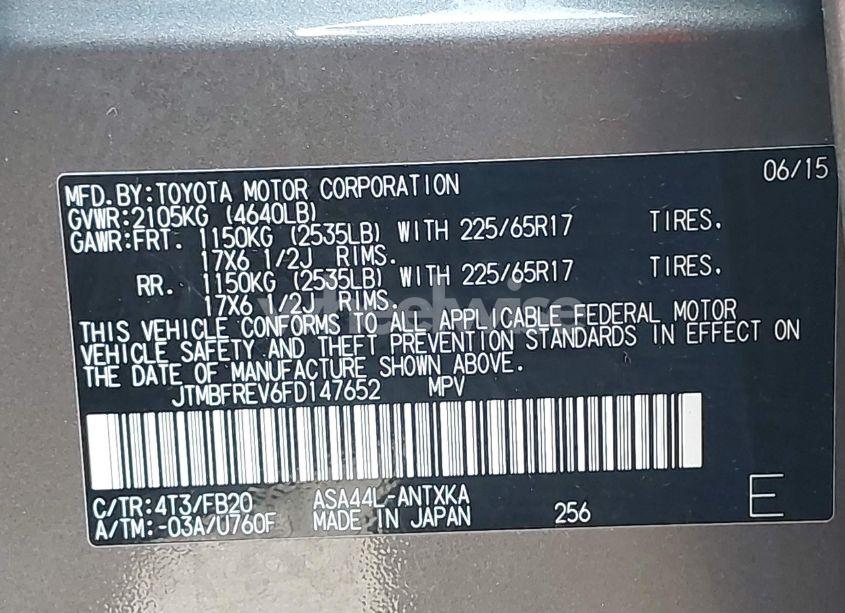 06/15
MFD.BY:TOYOTA MOTOR CORPORATION
GVWR:2105KG (4640LB)
GAWR:FRT. 1150KG (2535LB) WITH 225/65R17 TIRES.
17X6 1/2J RIMS.
RR. 1150KG (2535LB) WITH 225/65R17 TIRES.
17X6 1/2J RIMS.
THIS VEHICLE CONFORMS TO ALL APPLICABLE FEDERAL MOTOR
VEHICLE SAFETY AND THEFT PREVENTION STANDARDS IN EFFECT ON
THE DATE OF MANUFACTURE SHOWN ABOVE.
JTMBFREV6FD147652 MPV
C/TR:4T3/FB20 ASA44L-ANTXKA
A/TM:-03A/U760F MADE IN JAPAN 256 E